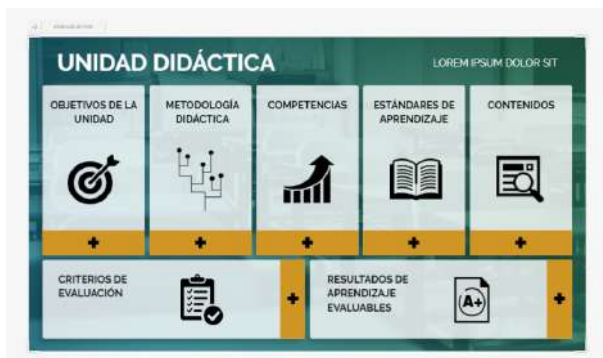 UNIDAD DIDÁCTICA
LOREM IPSUM DOLOR SIT
OBJETIVOS DE LA
UNIDAD
METODOLOGÍA
DIDÁCTICA
COMPETENCIAS
ESTÁNDARES DE
APRENDIZAJE
CONTENIDOS
CRITERIOS DE
EVALUACIÓN
RESULTADOS DE
APRENDIZAJE
EVALUABLES
A+